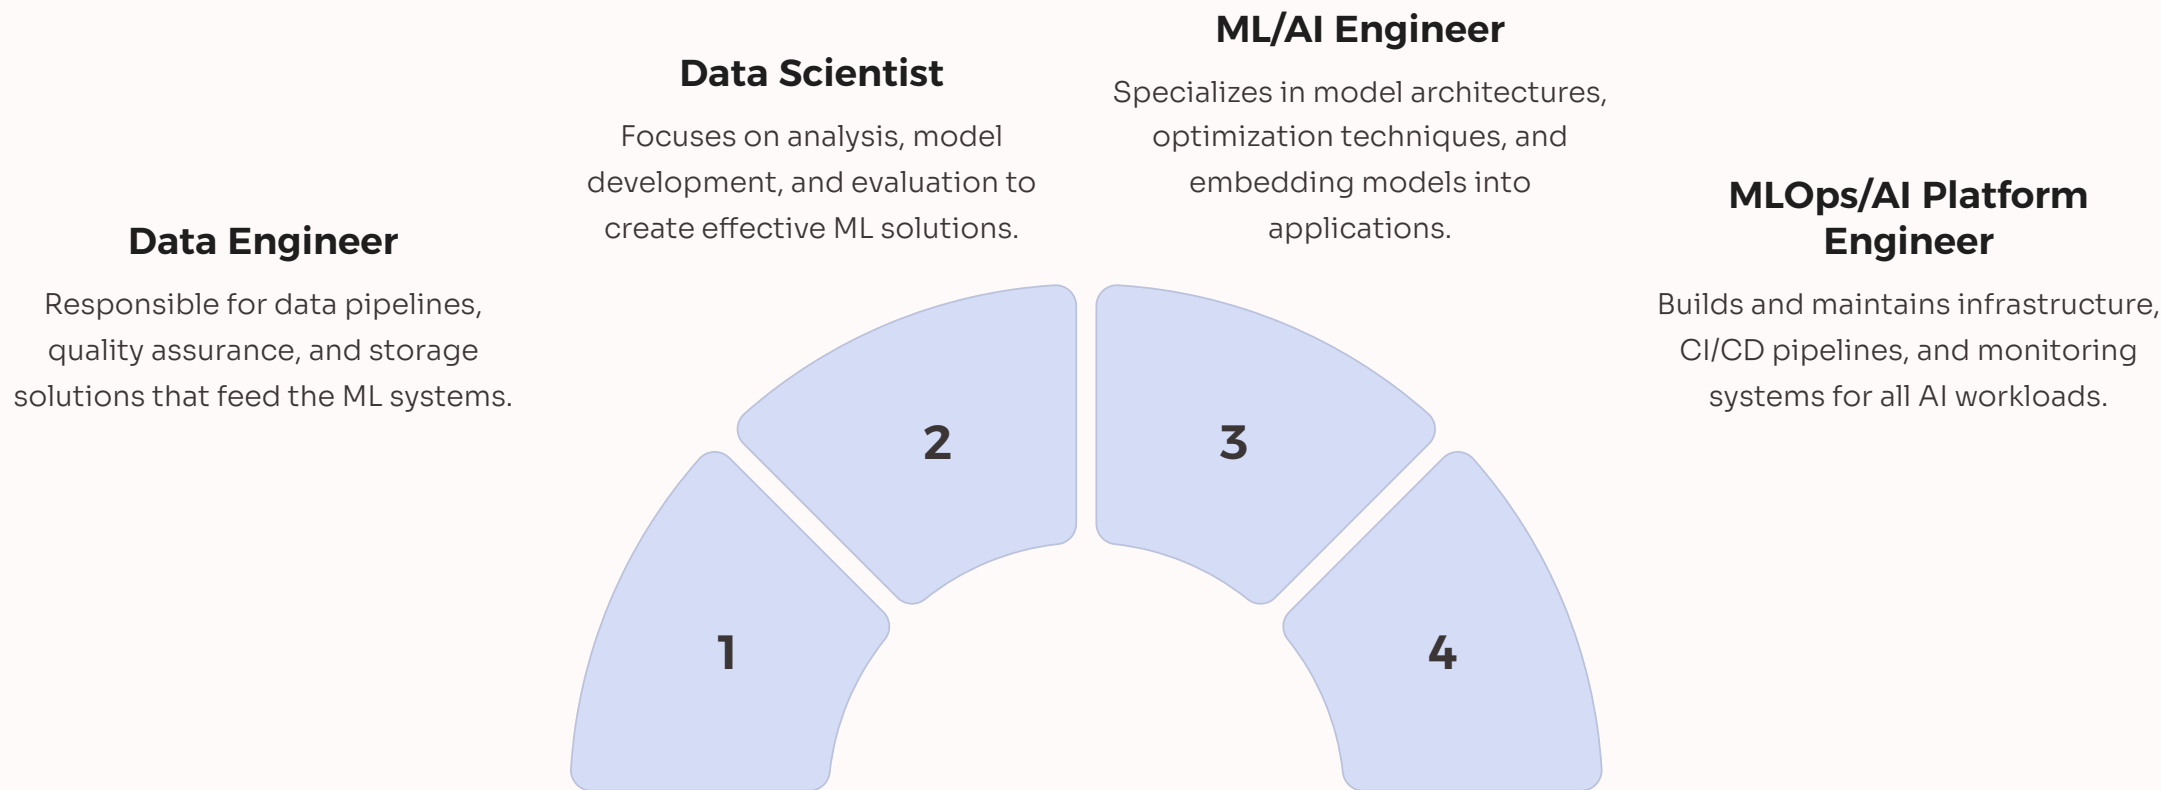 Data Engineer
Responsible for data pipelines,
quality assurance, and storage
solutions that feed the ML systems.
Data Scientist
Focuses on analysis, model
development, and evaluation to
create effective ML solutions.
ML/AI Engineer
Specializes in model architectures,
optimization techniques, and
embedding models into
applications.
MLOps/AI Platform
Engineer
Builds and maintains infrastructure,
CI/CD pipelines, and monitoring
systems for all AI workloads.
1
2
3
4